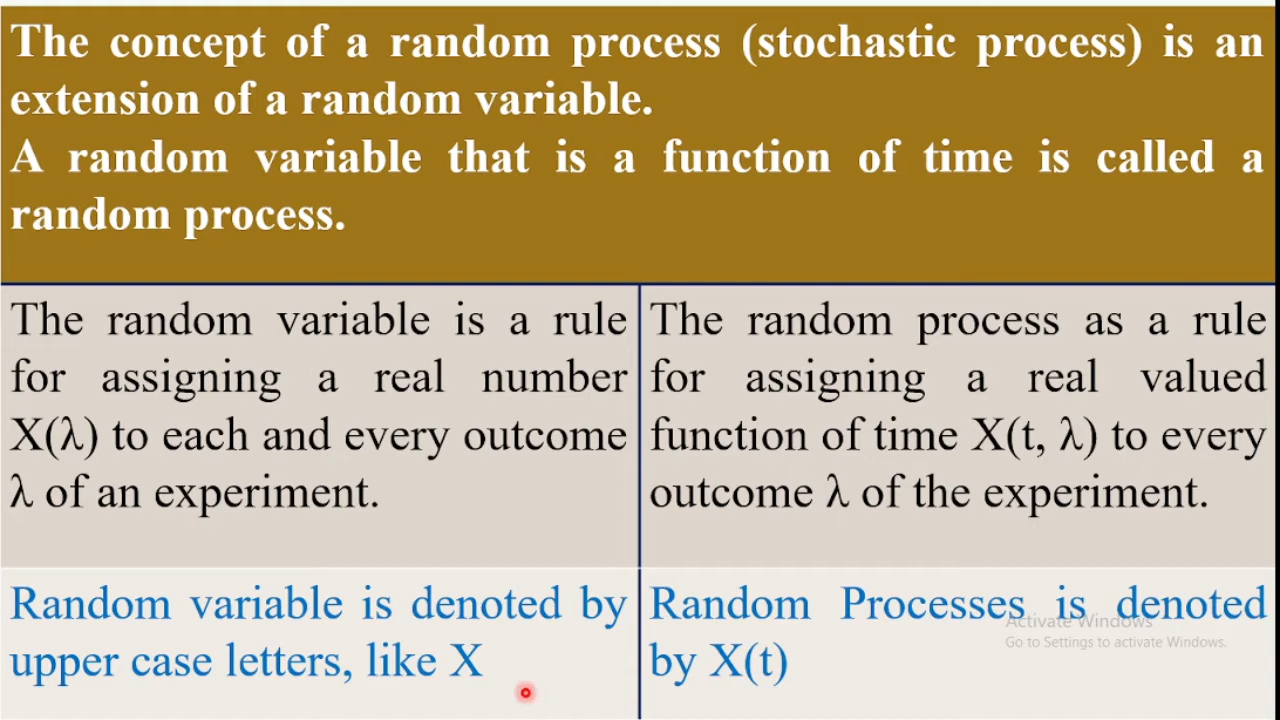 The concept of a random process (stochastic process) is an
extension of a random variable.
A random variable that is a function of time is called a
random process.
The random variable is a rule
for assigning a real number
X(λ) to each and every outcome
λ of an experiment.
The random process as a rule
for assigning a real valued
function of time X(t, λ) to every
outcome λ of the experiment.
Random variable is denoted by
upper case letters, like X
Random Processes is denoted
by X(t)
Activate Windows
Go to Settings to activate Windows.